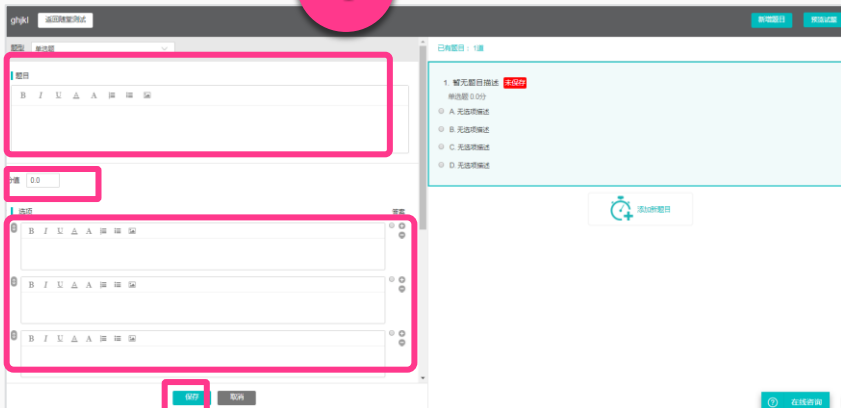 ghjkl 返回随堂测试 新增题目 预览试题
题型 单选题
已有题目：1道
题目
B I U A A
1. 暂无题目描述 未保存
单选题 0.0分
A. 无选项描述
B. 无选项描述
C. 无选项描述
D. 无选项描述
分值 0.0
添加新题目
选项 答案
B I U A A
B I U A A
B I U A A
保存 取消
在线咨询